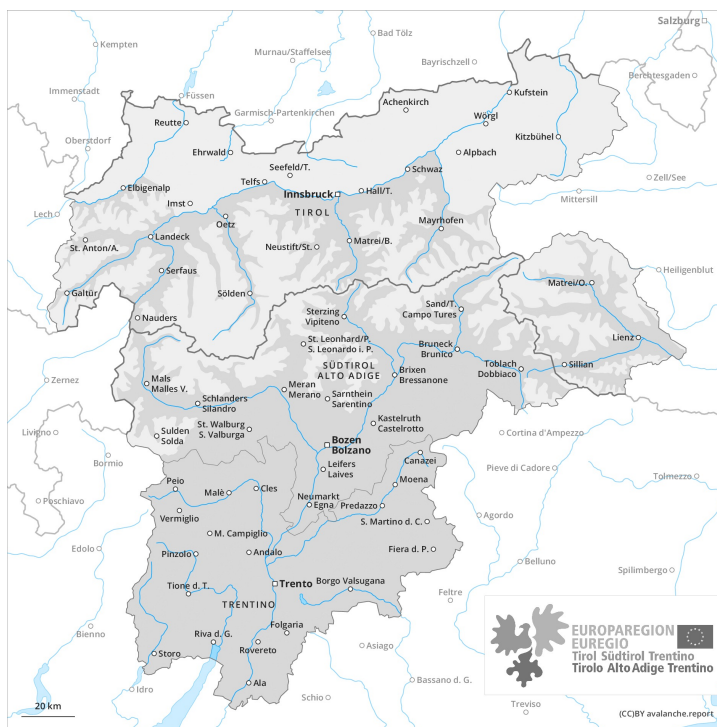 Salzburg
Kempten
Bad Tölz
Murnau/Staffelsee
Bayrischzell
Berchtesgaden
Immenstadt
Füssen
Kufstein
Achenkirch
Garmisch-Partenkirchen
Wörgl
Reutte
Kitzbühel
Oberstdorf
Ehrwald
Alpbach
Seefeld/T.
Schwaz
Zell/See
Telfs
Elbigenalp
Innsbruck
Hall/T.
Mittersill
Imst
TIROL
Lech
Oetz
Mayrhofen
Landeck
Matrei/B.
St. Anton/A.
Neustift/St.
Serfaus
Heiligenblut
Matrei/O.
Galtür
Sölden
Sand/T.
Campo Tures
Sterzing
Vipiteno
Nauders
St. Leonhard/P.
S. Leonardo i. P.
Bruneck
Brunico
Lienz
SÜDTIROL
ALTO ADIGE
Toblach
Dobbiaco
Sillian
Brixen
Bressanone
Zernez
Mals
Malles V.
Meran
Merano
Sarnthein
Sarentino
Schlanders
Silandro
St. Walburg
S. Valburga
Kastelruth
Castelrotto
Livigno
Sulden
Solda
Cortina d'Ampezzo
Bozen
Bolzano
Bormio
Canazei
Leifers
Laives
Pieve di Cadore
Tolmezzo
Peio
Moena
Malè
Cles
Poschiavo
Neumarkt
Egna
Predazzo
Vermiglio
Agordo
S. Martino d. C.
M. Campiglio
Edolo
Pinzolo
Andalo
Fiera d. P.
Belluno
Spilimbergo
Trento
Borgo Valsugana
Tione d. T.
Feltre
TRENTINO
Folgaria
Bienno
Riva d. G.
Rovereto
Asiago
Storo
Bassano d. G.
Ala
Idro
Schio
Treviso
EUROPAREGION
EUREGIO
Tirol Südtirol Trentino
Tirolo Alto Adige Trentino
20 km
(CC)BY avalanche.report